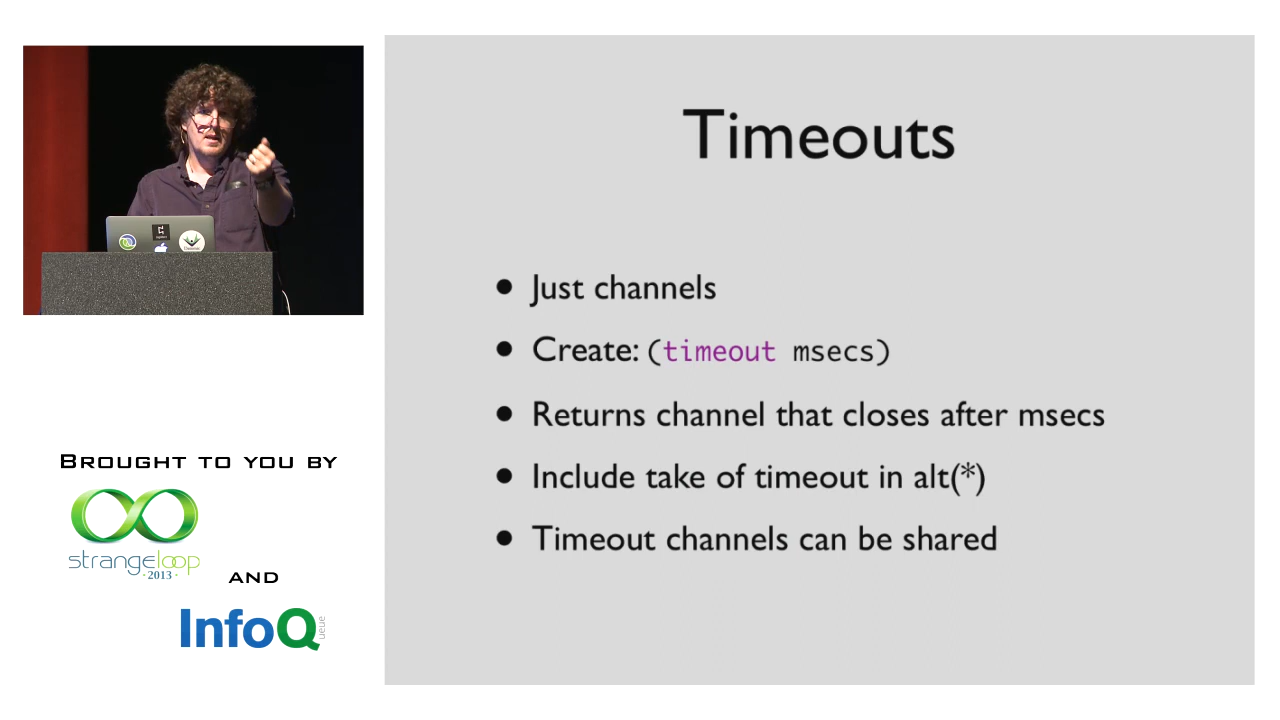 Timeouts
• Just channels
• Create: (timeout msecs)
• Returns channel that closes after msecs
• Include take of timeout in alt(*)
• Timeout channels can be shared
BROUGHT TO YOU BY
strangeloop
·2013·
AND
InfoQ
ueue